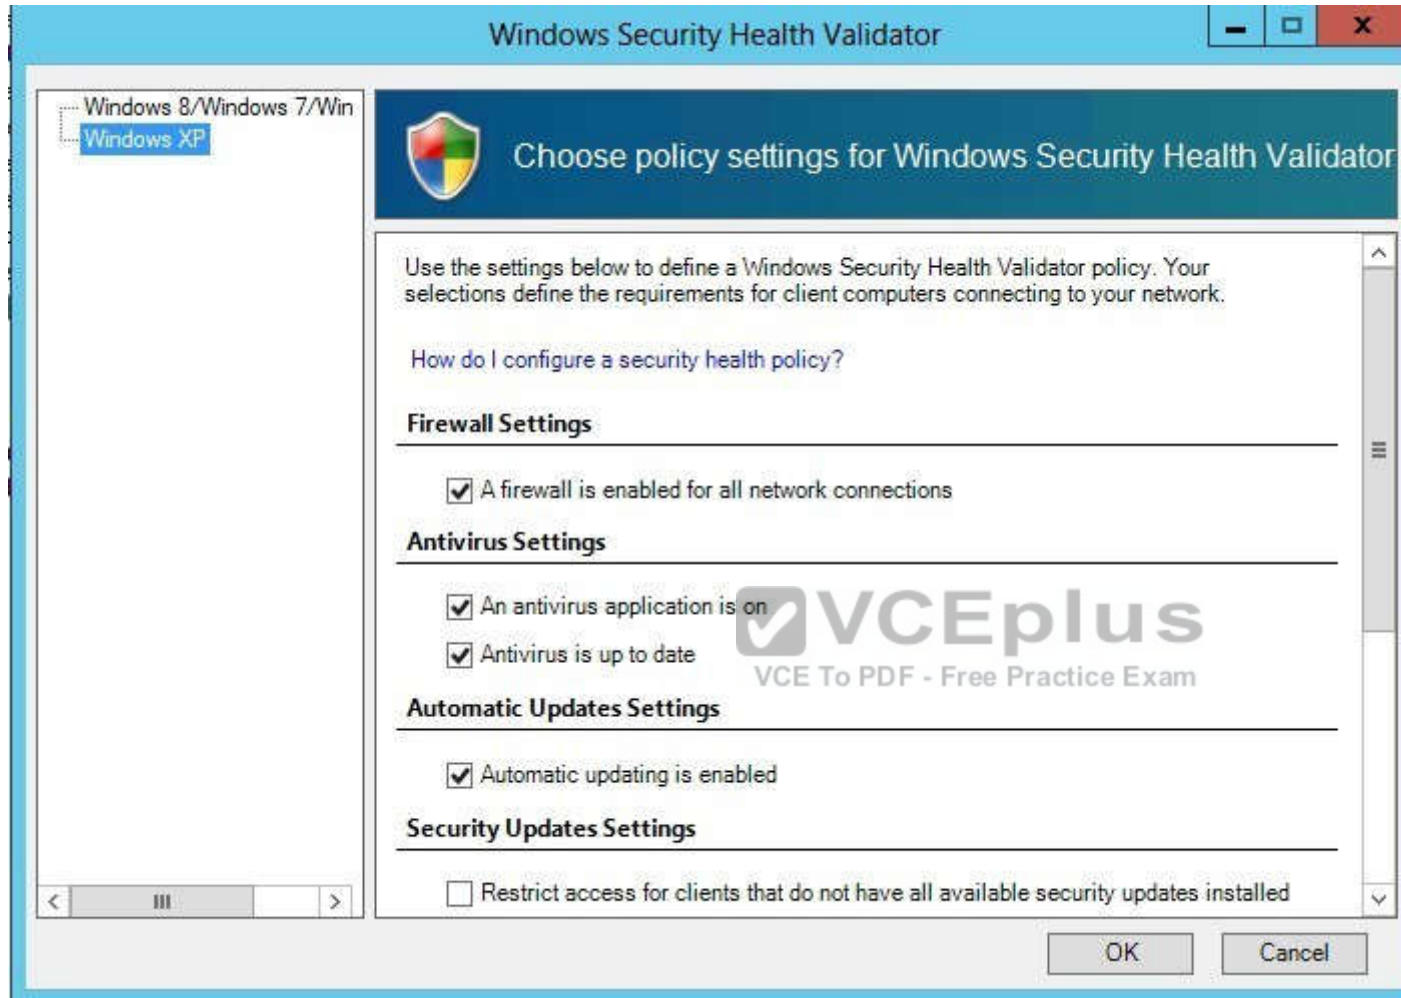 Windows Security Health Validator
Windows 8/Windows 7/Win
Windows XP
Choose policy settings for Windows Security Health Validator
Use the settings below to define a Windows Security Health Validator policy. Your
selections define the requirements for client computers connecting to your network.
How do I configure a security health policy?
Firewall Settings
A firewall is enabled for all network connections
Antivirus Settings
An antivirus application is on
Antivirus is up to date
VCEplus
VCE To PDF - Free Practice Exam
Automatic Updates Settings
Automatic updating is enabled
Security Updates Settings
Restrict access for clients that do not have all available security updates installed
OK
Cancel